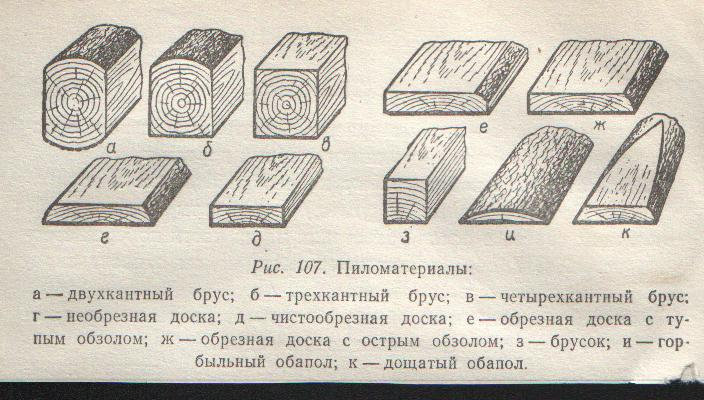 а б в е ж
г д з и к
Рис. 107. Пиломатериалы:
а — двухкантный брус; б — трехкантный брус; в — четырехкантный брус;
г — необрезная доска; д — чистообрезная доска; е — обрезная доска с ту-
пым обзолом; ж — обрезная доска с острым обзолом; з — брусок; и — гор-
быльный обапол; к — дощатый обапол.